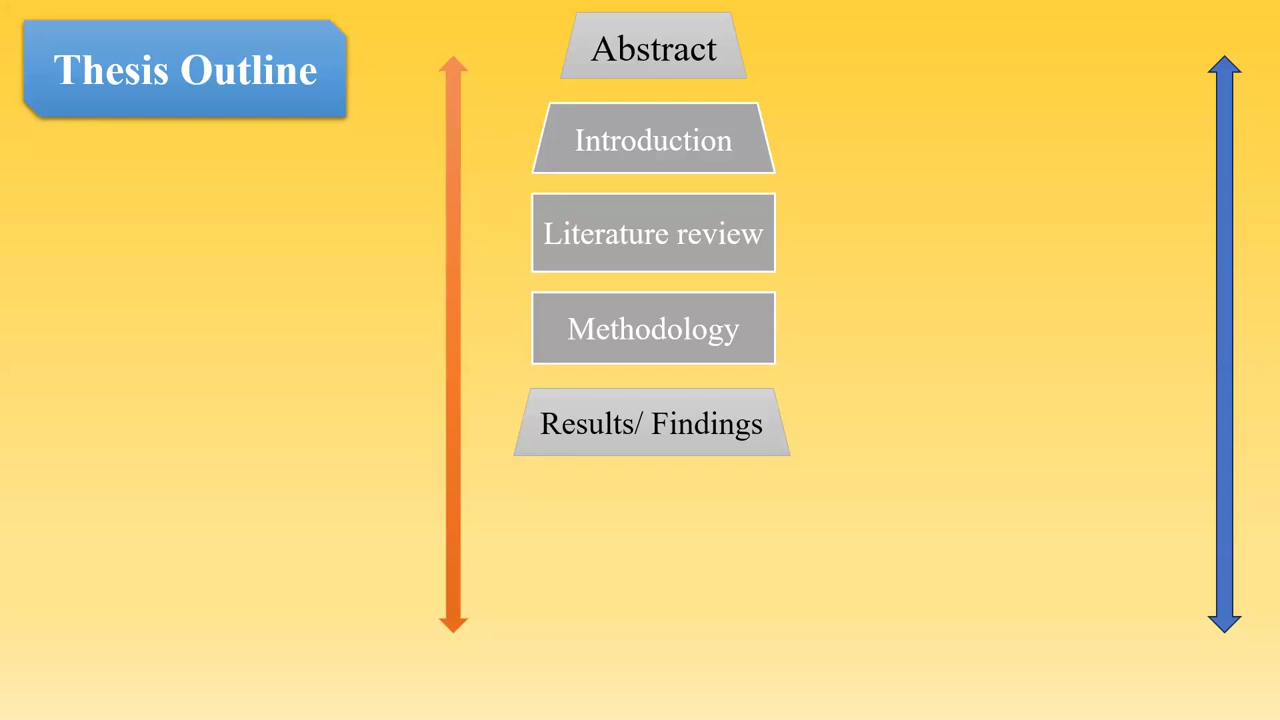 Thesis Outline
Abstract
Introduction
Literature review
Methodology
Results/ Findings